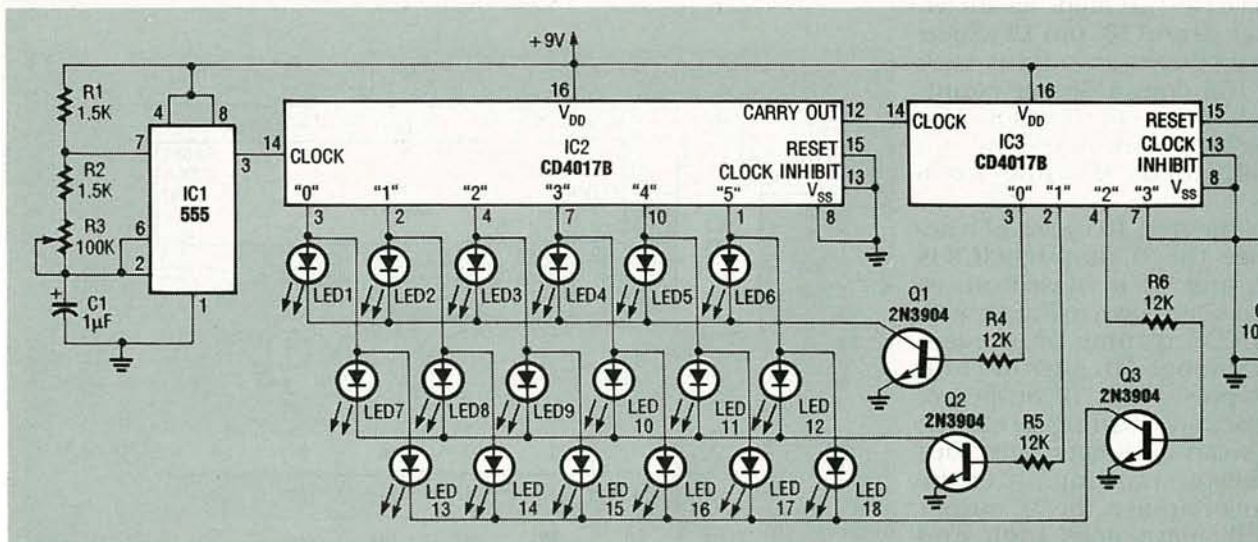 +9V
R1
1.5K
R2
1.5K
R3
100K
C1
1µF
+
4
8
7
6
2
3
1
IC1
555
14
CLOCK
16
VDD
IC2
CD4017B
CARRY OUT
12
RESET
15
CLOCK INHIBIT
13
VSS
8
"0" "1" "2" "3" "4" "5"
3 2 4 7 10 1
14
CLOCK
16
VDD
IC3
CD4017B
RESET
15
CLOCK
INHIBIT
13
VSS
8
"0" "1" "2" "3"
3 2 4 7
LED1 LED2 LED3 LED4 LED5 LED6
LED7 LED8 LED9 LED
10 LED
11 LED
12
LED
13 LED
14 LED
15 LED
16 LED
17 LED
18
Q1
2N3904
R4
12K
Q2
2N3904
R5
12K
R6
12K
Q3
2N3904
10